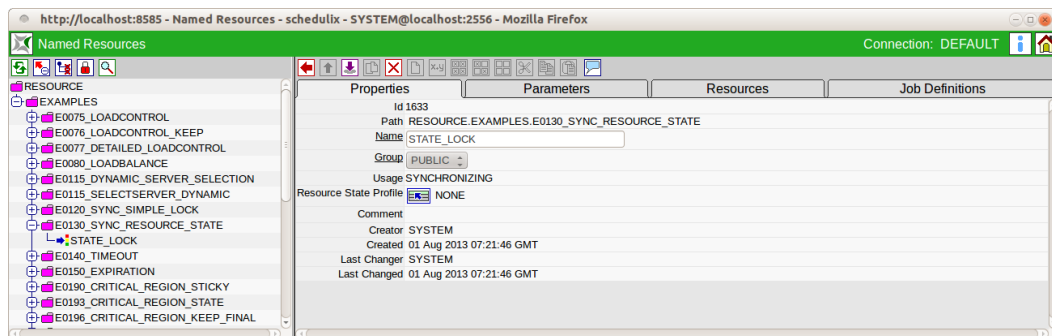 http://localhost:8585 - Named Resources - schedulix - SYSTEM@localhost:2556 - Mozilla Firefox
Named Resources
Connection: DEFAULT
RESOURCE
EXAMPLES
E0075_LOADCONTROL
E0076_LOADCONTROL_KEEP
E0077_DETAILED_LOADCONTROL
E0080_LOADBALANCE
E0115_DYNAMIC_SERVER_SELECTION
E0115_SELECTSERVER_DYNAMIC
E0120_SYNC_SIMPLE_LOCK
E0130_SYNC_RESOURCE_STATE
STATE_LOCK
E0140_TIMEOUT
E0150_EXPIRATION
E0190_CRITICAL_REGION_STICKY
E0193_CRITICAL_REGION_STATE
E0196_CRITICAL_REGION_KEEP_FINAL
Properties Parameters Resources Job Definitions
Id 1633
Path RESOURCE.EXAMPLES.E0130_SYNC_RESOURCE_STATE
Name STATE_LOCK
Group PUBLIC
Usage SYNCHRONIZING
Resource State Profile NONE
Comment
Creator SYSTEM
Created 01 Aug 2013 07:21:46 GMT
Last Changer SYSTEM
Last Changed 01 Aug 2013 07:21:46 GMT